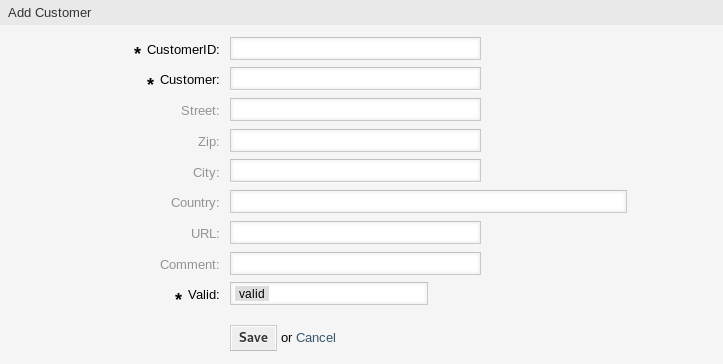 Add Customer
* CustomerID:
* Customer:
Street:
Zip:
City:
Country:
URL:
Comment:
* Valid: valid
Save or Cancel